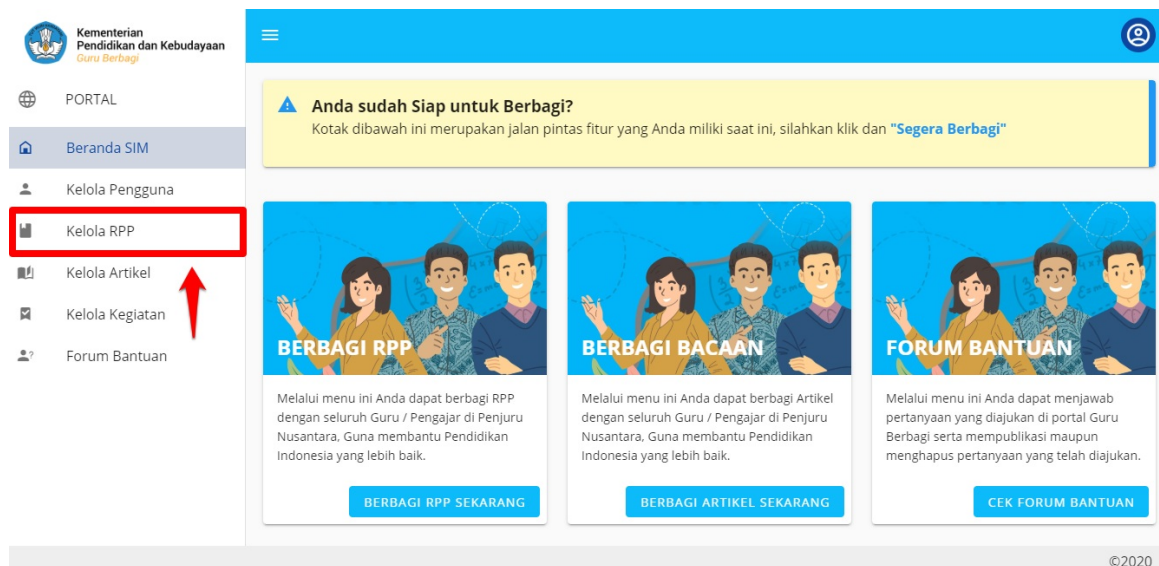 Kementerian
Pendidikan dan Kebudayaan
Guru Berbagi
PORTAL
Beranda SIM
Kelola Pengguna
Kelola RPP
Kelola Artikel
Kelola Kegiatan
Forum Bantuan
Anda sudah Siap untuk Berbagi?
Kotak dibawah ini merupakan jalan pintas fitur yang Anda miliki saat ini, silahkan klik dan "Segera Berbagi"
BERBAGI RPP
Melalui menu ini Anda dapat berbagi RPP
dengan seluruh Guru / Pengajar di Penjuru
Nusantara, Guna membantu Pendidikan
Indonesia yang lebih baik.
BERBAGI RPP SEKARANG
BERBAGI BACAAN
Melalui menu ini Anda dapat berbagi Artikel
dengan seluruh Guru / Pengajar di Penjuru
Nusantara, Guna membantu Pendidikan
Indonesia yang lebih baik.
BERBAGI ARTIKEL SEKARANG
FORUM BANTUAN
Melalui menu ini Anda dapat menjawab
pertanyaan yang diajukan di portal Guru
Berbagi serta mempublikasi maupun
menghapus pertanyaan yang telah diajukan.
CEK FORUM BANTUAN
©2020